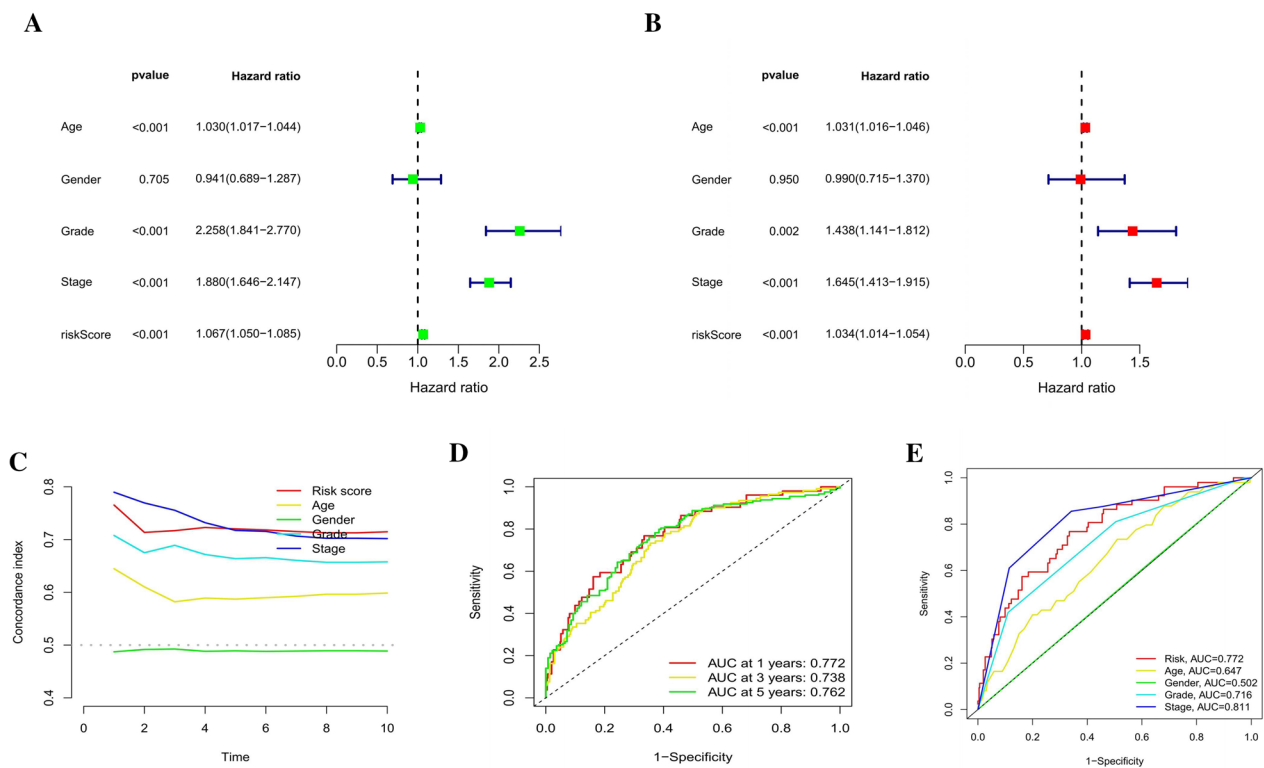 A
pvalue Hazard ratio
Age <0.001 1.030(1.017−1.044)
Gender 0.705 0.941(0.689−1.287)
Grade <0.001 2.258(1.841−2.770)
Stage <0.001 1.880(1.646−2.147)
riskScore <0.001 1.067(1.050−1.085)
0.0 0.5 1.0 1.5 2.0 2.5
Hazard ratio
B
pvalue Hazard ratio
Age <0.001 1.031(1.016−1.046)
Gender 0.950 0.990(0.715−1.370)
Grade 0.002 1.438(1.141−1.812)
Stage <0.001 1.645(1.413−1.915)
riskScore <0.001 1.034(1.014−1.054)
0.0 1.0 1.5
Hazard ratio
C
Concordance index
0.8
0.7
0.6
0.5
0.4
Risk score
Age
Gender
Grade
Stage
0 2 4 6 8 10
Time
D
Sensitivity
1.0
0.8
0.6
0.4
0.2
0.0
AUC at 1 years: 0.772
AUC at 3 years: 0.738
AUC at 5 years: 0.762
0.0 0.2 0.4 0.6 0.8 1.0
1−Specificity
E
Sensitivity
1.0
0.8
0.6
0.4
0.2
0.0
Risk, AUC=0.772
Age, AUC=0.647
Gender, AUC=0.502
Grade, AUC=0.716
Stage, AUC=0.811
0.0 0.2 0.4 0.6 0.8 1.0
1−Specificity